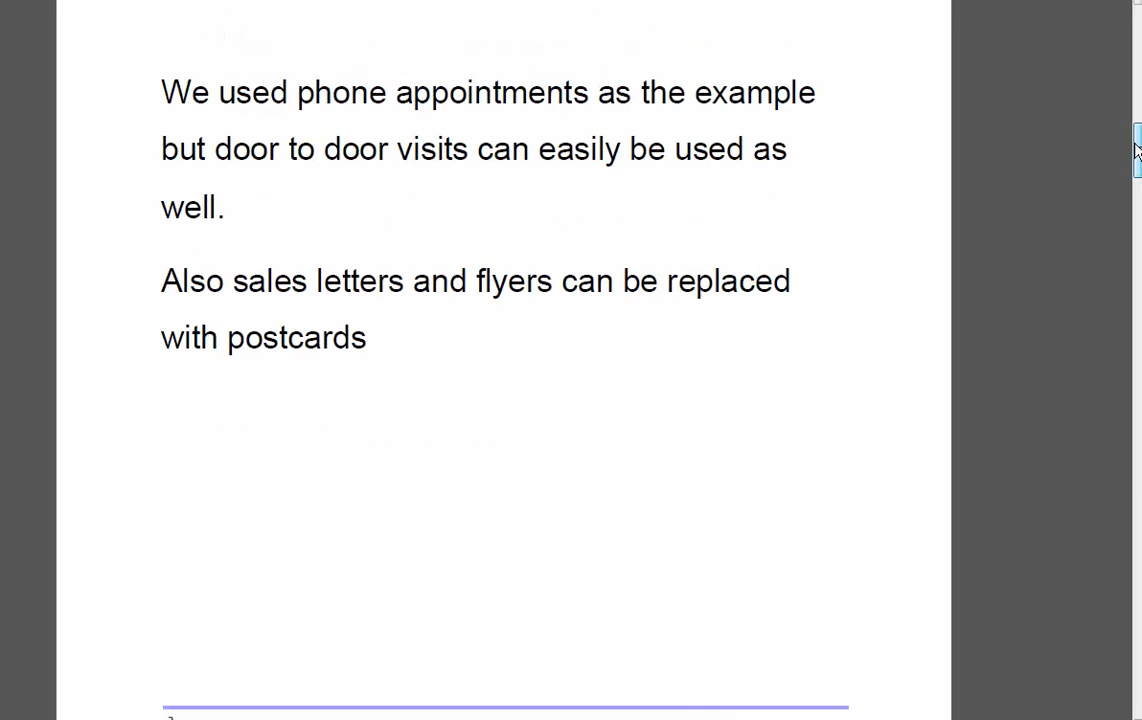 We used phone appointments as the example
but door to door visits can easily be used as
well.
Also sales letters and flyers can be replaced
with postcards